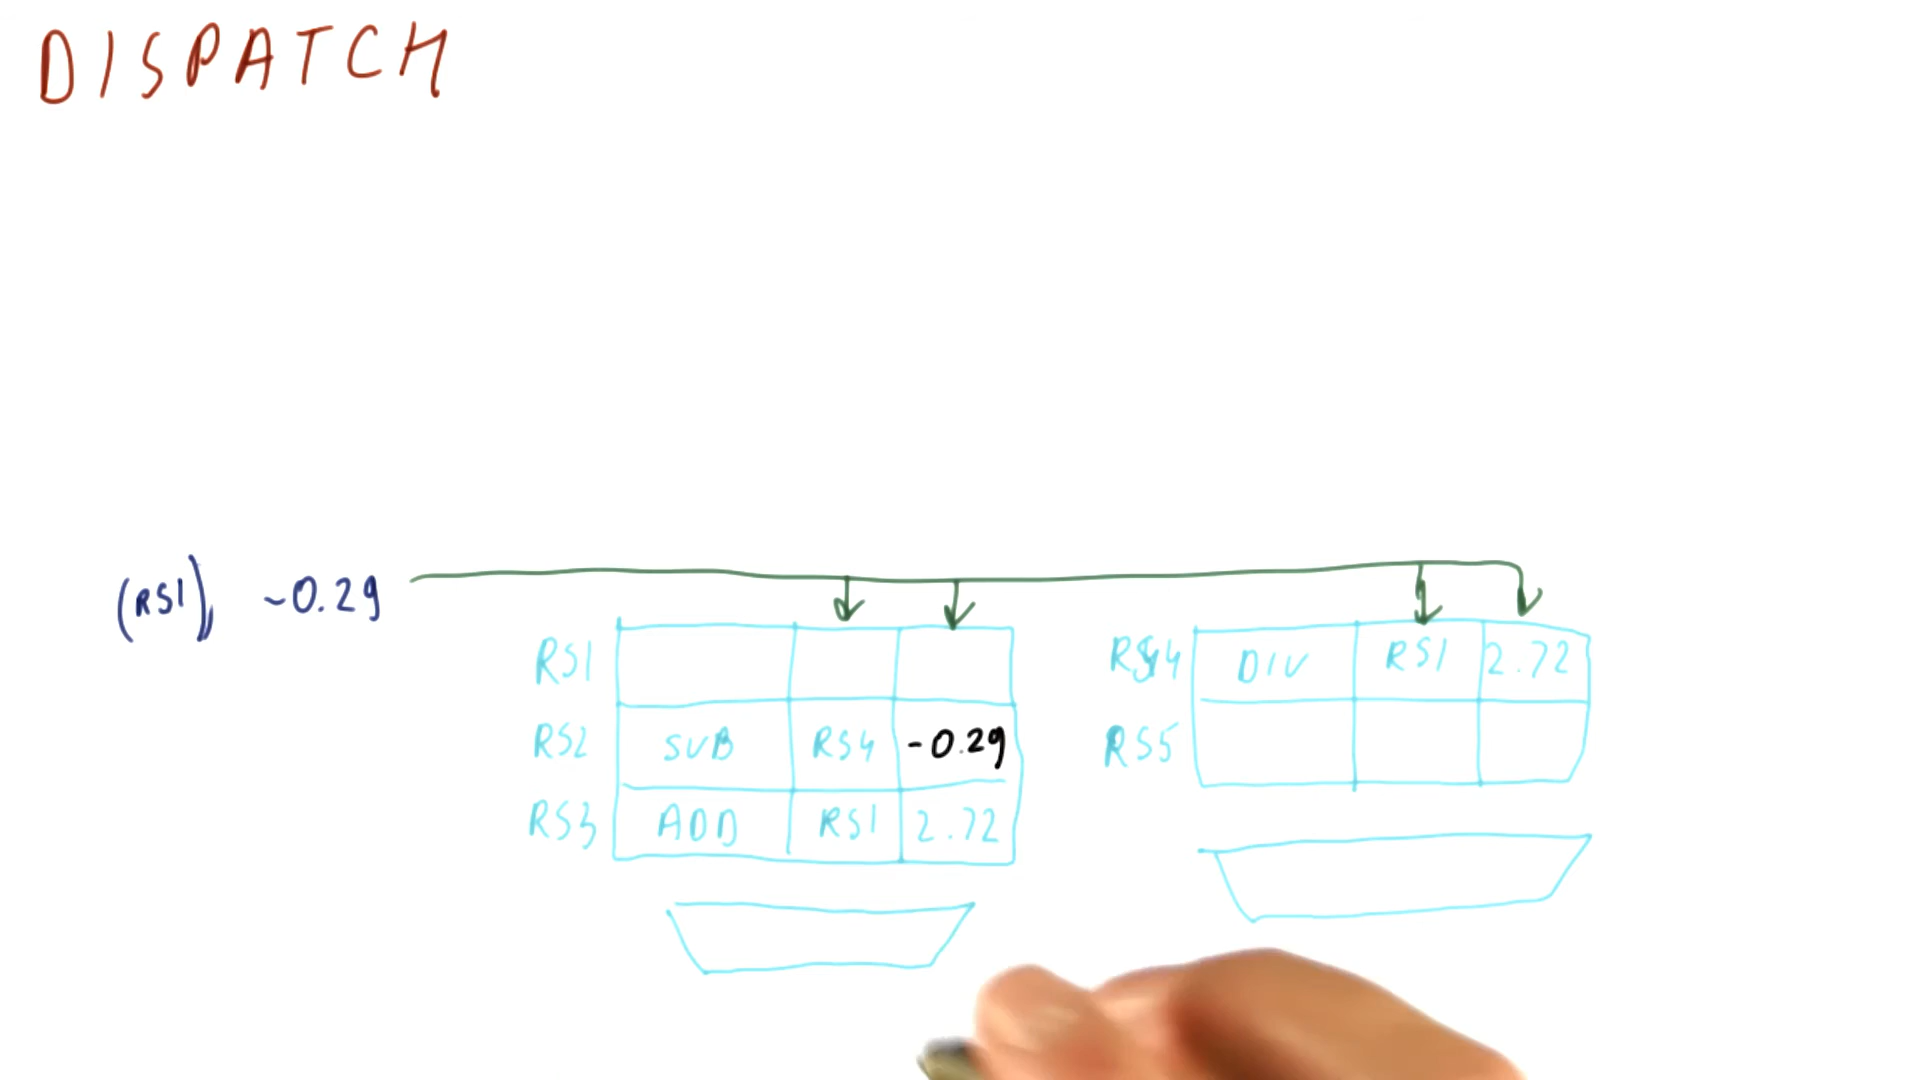 DISPATCH
(RS1), -0.29
RS1
RS2 SUB RS4 -0.29
RS3 ADD RS1 2.72
RS4 DIV RS1 2.72
RS5